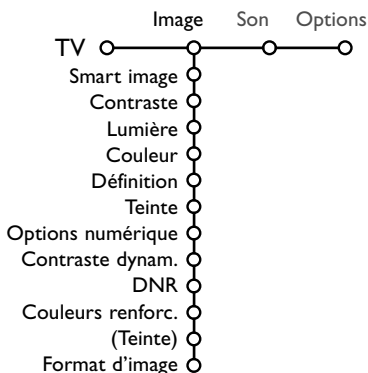 Image Son Options
TV
Smart image
Contraste
Lumière
Couleur
Définition
Teinte
Options numérique
Contraste dynam.
DNR
Couleurs renforc.
(Teinte)
Format d'image